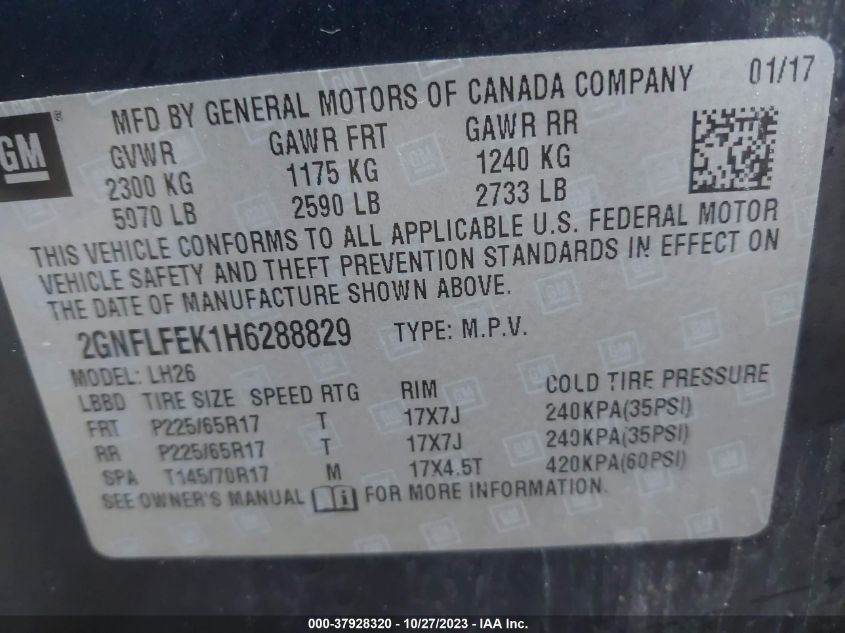 GM®
MFD BY GENERAL MOTORS OF CANADA COMPANY 01/17
GVWR GAWR FRT GAWR RR
2300 KG 1175 KG 1240 KG
5070 LB 2590 LB 2733 LB
THIS VEHICLE CONFORMS TO ALL APPLICABLE U.S. FEDERAL MOTOR
VEHICLE SAFETY AND THEFT PREVENTION STANDARDS IN EFFECT ON
THE DATE OF MANUFACTURE SHOWN ABOVE.
2GNFLFEK1H6288829 TYPE: M.P.V.
MODEL: LH26
LBBD TIRE SIZE SPEED RTG RIM COLD TIRE PRESSURE
FRT P225/65R17 T 17X7J 240KPA(35PSI)
RR P225/65R17 T 17X7J 240KPA(35PSI)
SPA T145/70R17 M 17X4.5T 420KPA(60PSI)
SEE OWNER'S MANUAL FOR MORE INFORMATION.
000-37928320 - 10/27/2023 - IAA Inc.